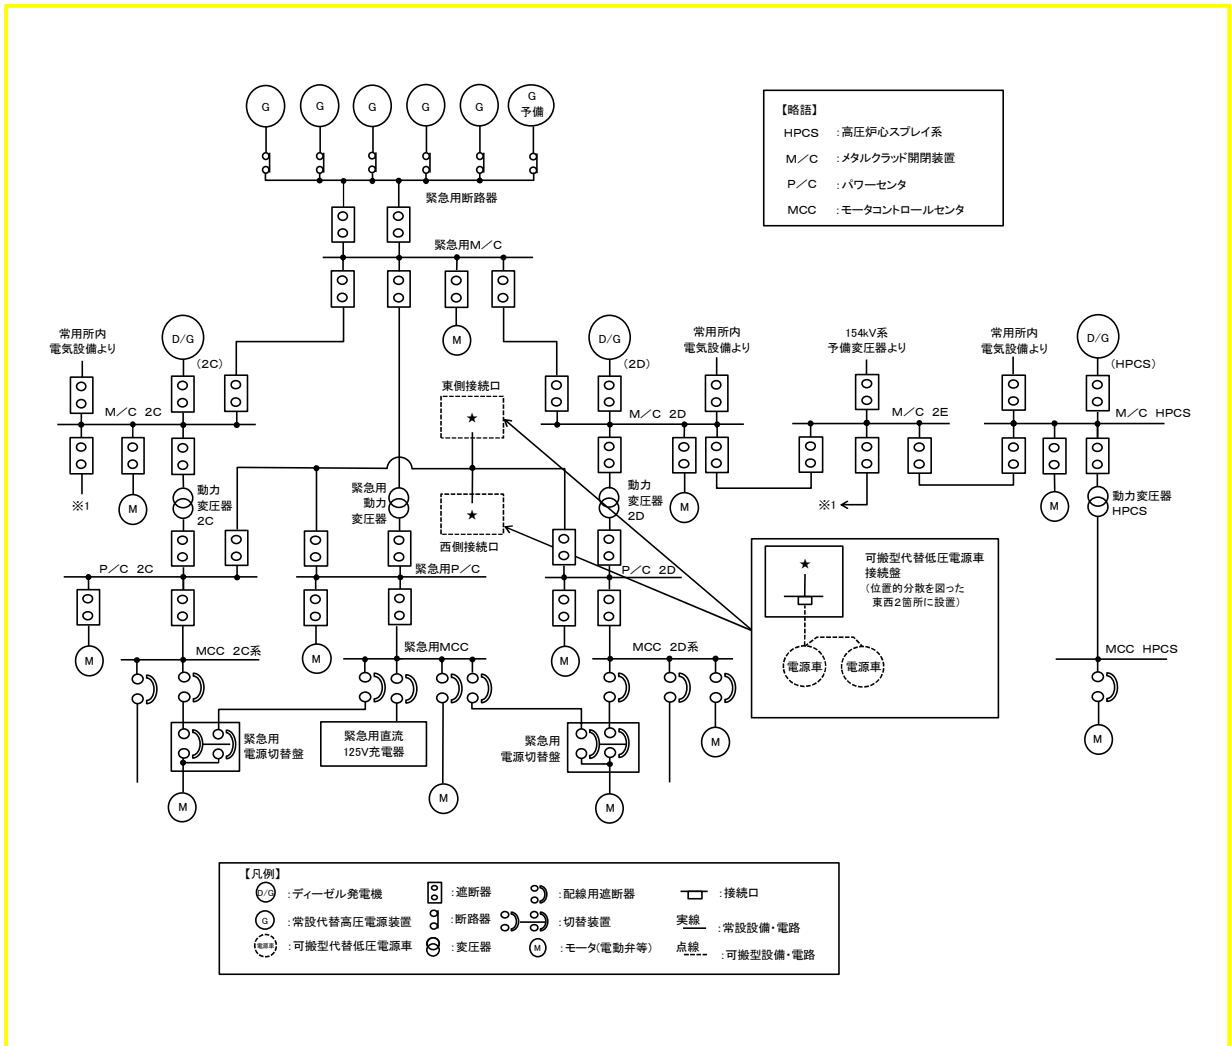 G
G
G
G
G
G
予備
緊急用断路器
【略語】
HPCS :高圧炉心スプレイ系
M/C :メタルクラッド開閉装置
P/C :パワーセンタ
MCC :モータコントロールセンタ
緊急用M/C
M
常用所内
電気設備より
D/G
(2C)
D/G
(2D)
常用所内
電気設備より
154kV系
予備変圧器より
常用所内
電気設備より
D/G
(HPCS)
東側接続口
★
M/C 2C
M/C 2D
M/C 2E
M/C HPCS
※1
M
動力
変圧器
2C
緊急用
動力
変圧器
★
西側接続口
動力
変圧器
2D
M
※1
M
動力変圧器
HPCS
P/C 2C
緊急用P/C
P/C 2D
★
可搬型代替低圧電源車
接続盤
(位置的分散を図った
東西2箇所に設置)
電源車
電源車
M
M
M
MCC 2C系
緊急用MCC
MCC 2D系
MCC HPCS
緊急用
電源切替盤
緊急用直流
125V充電器
緊急用
電源切替盤
M
M
M
M
M
【凡例】
D/G :ディーゼル発電機
:遮断器
:配線用遮断器
:接続口
G :常設代替高圧電源装置
:断路器
:切替装置
実線
:常設設備・電路
電源車 :可搬型代替低圧電源車
:変圧器
M :モータ(電動弁等)
点線
:可搬型設備・電路